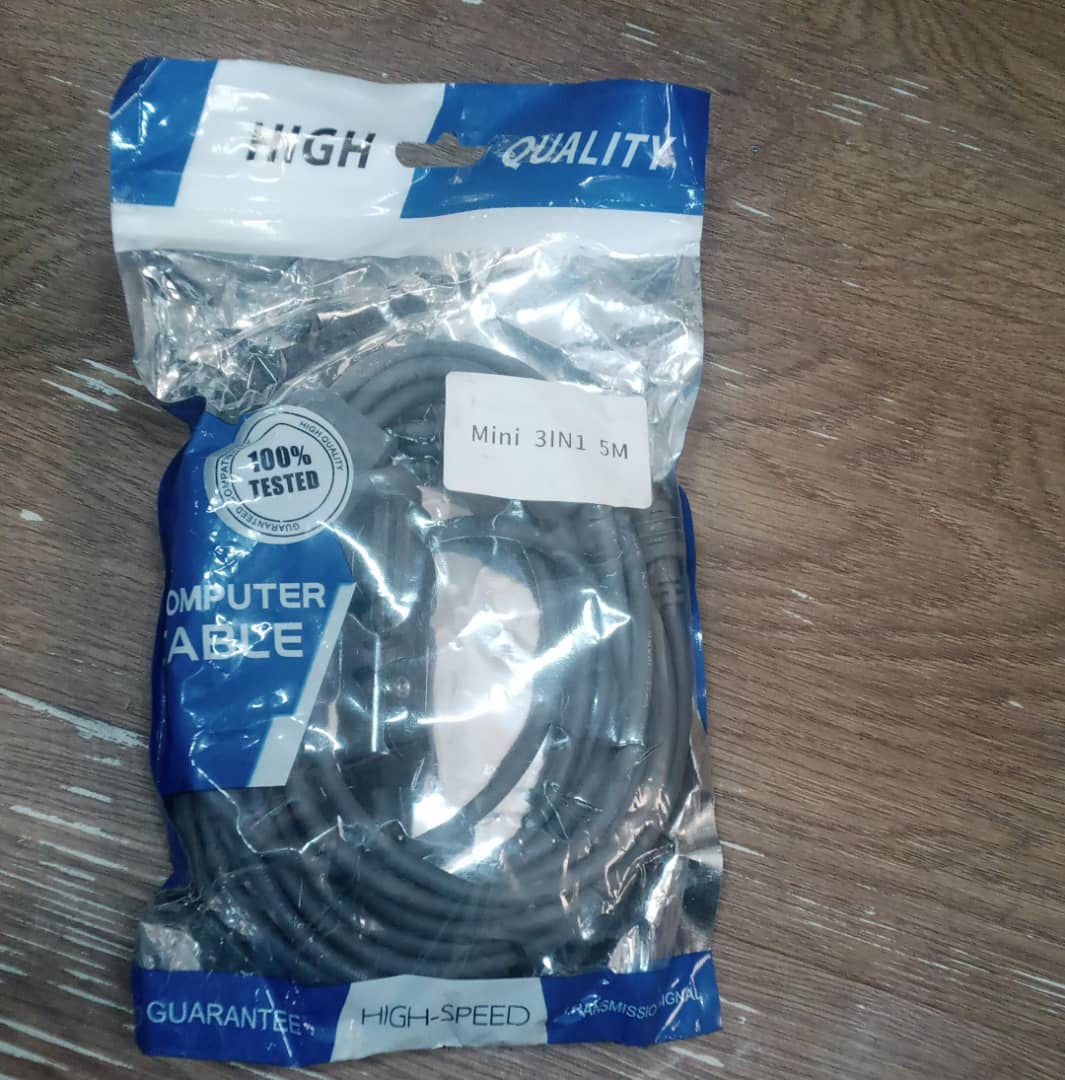 HIGH QUALITY
Mini 3IN1 5M
HIGH QUALITY
100%
TESTED
GUARANTEED
OMPUTER
ABLE
GUARANTEE HIGH-SPEED